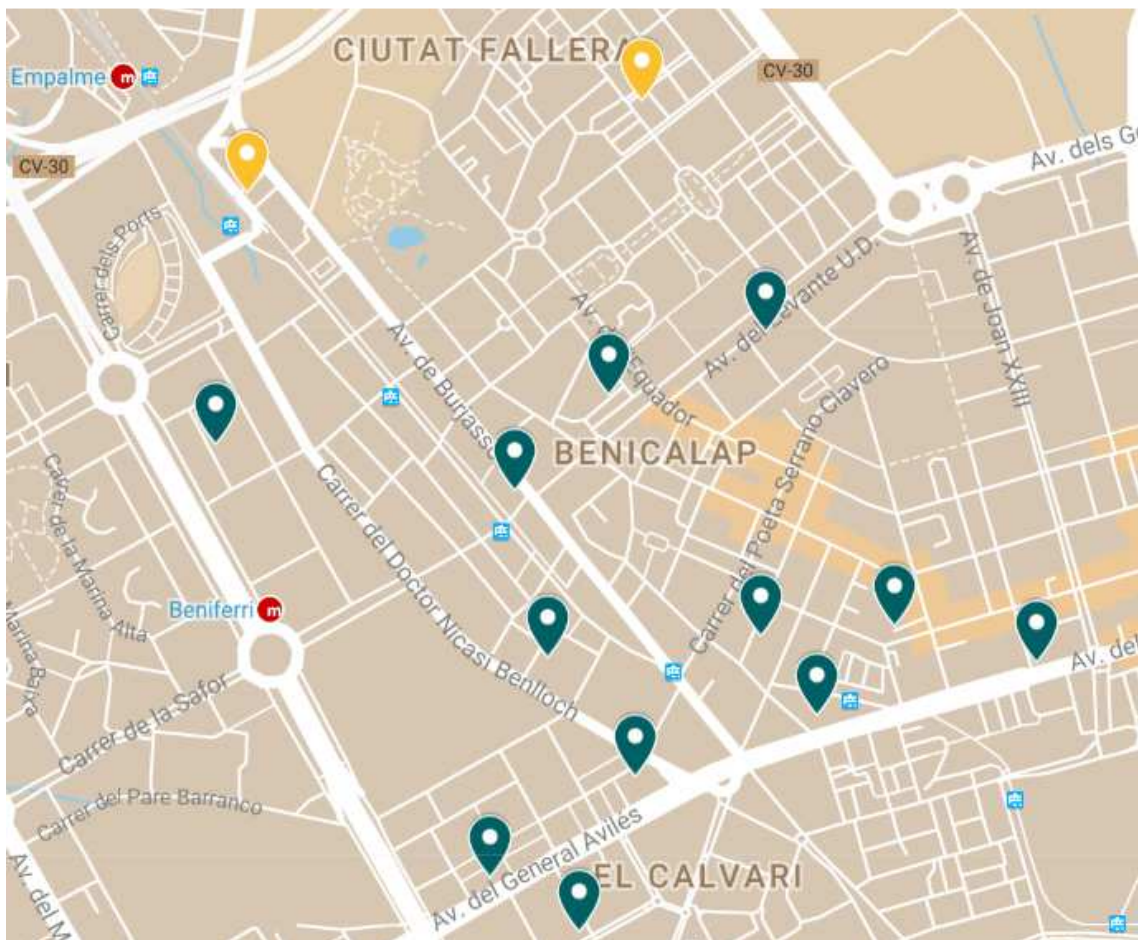 CIUTAT FALLERA
Empalme
m
CV-30
CV-30
Av. dels
Carrer dels Ports
Av. de Joan XXIII
Av. del Levante U.D.
Av. de Burjassot
Equador
BENICALAP
Carrer del Poeta Serrano Clavero
Carrer de la Marina Alta
Carrer del Doctor Nicasi Benlloch
Beniferri
m
Marina Baixa
Av. del
Carrer de la Safor
Carrer del Pare Barranco
Av. del General Avilés
EL CALVARI
Av. del M